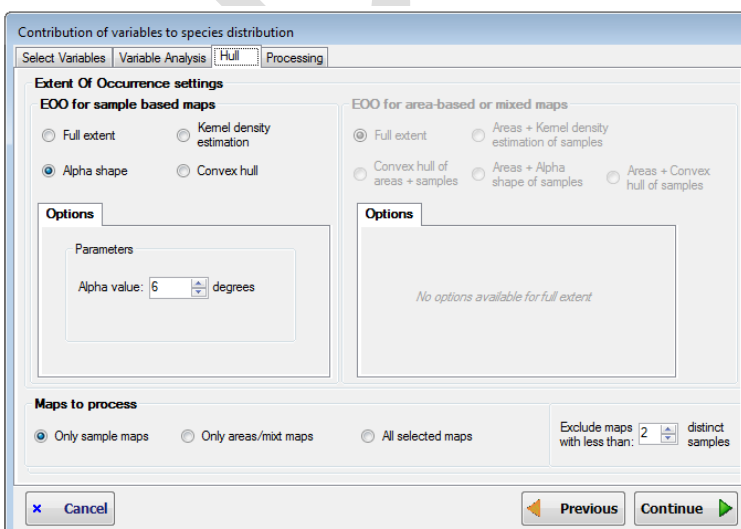 Contribution of variables to species distribution
Select Variables Variable Analysis Hull Processing
Extent Of Occurrence settings
EOO for sample based maps
Full extent
Kernel density
estimation
Alpha shape
Convex hull
Options
Parameters
Alpha value: 6 degrees
EOO for area-based or mixed maps
Full extent
Areas + Kernel density
estimation of samples
Convex hull of
areas + samples
Areas + Alpha
shape of samples
Areas + Convex
hull of samples
Options
No options available for full extent
Maps to process
Only sample maps
Only areas/mixt maps
All selected maps
Exclude maps
with less than: 2
distinct
samples
Cancel
Previous
Continue